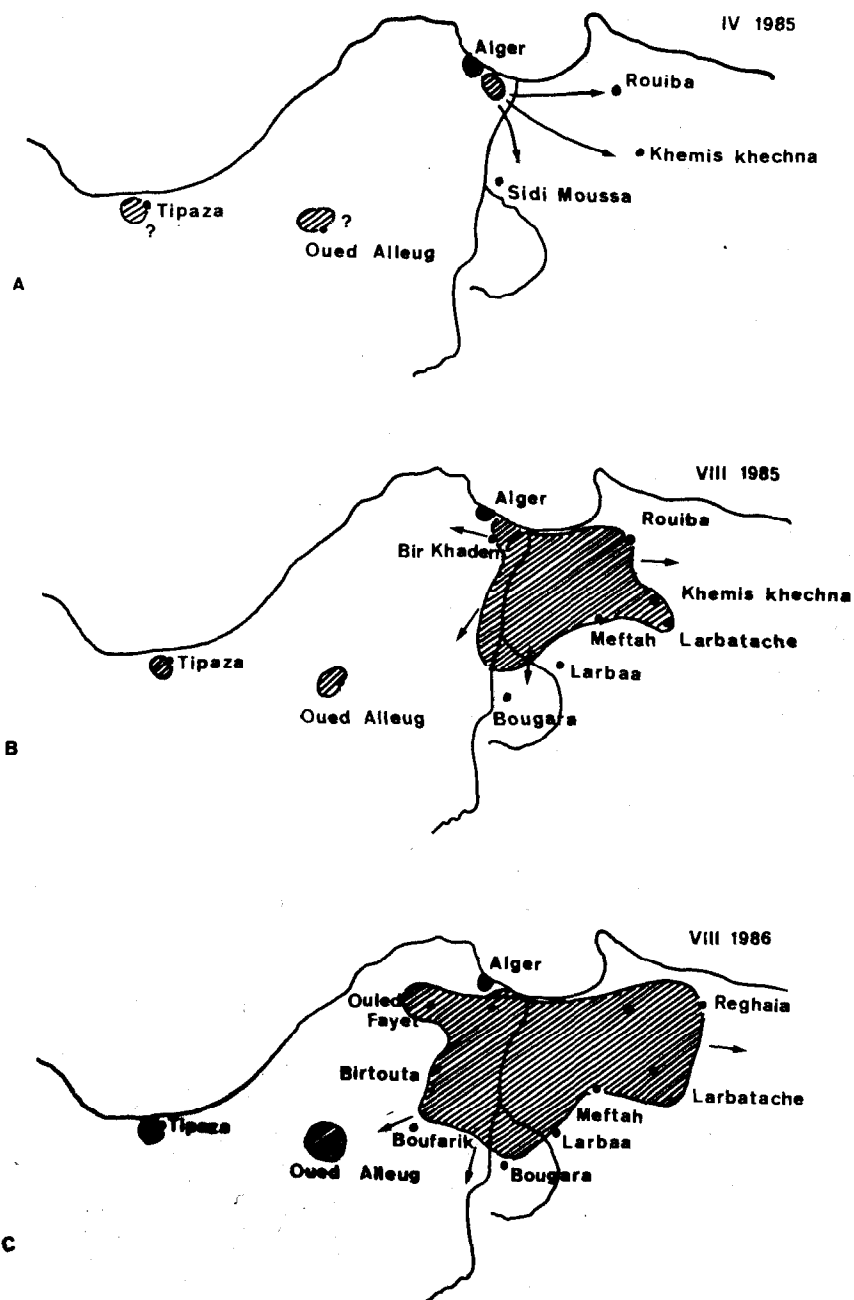 IV 1985
Alger
Rouiba
Khemis khechna
Sidi Moussa
Tipaza
?
?
Oued Alleug
A
VIII 1985
Alger
Rouiba
Bir Khadem
Khemis khechna
Meftah
Larbatache
Larbaa
Tipaza
Oued Alleug
Bougara
B
VIII 1986
Alger
Ouled
Fayet
Reghaia
Birtouta
Larbatache
Meftah
Tipaza
Boufarik
Larbaa
Oued Alleug
Bougara
C